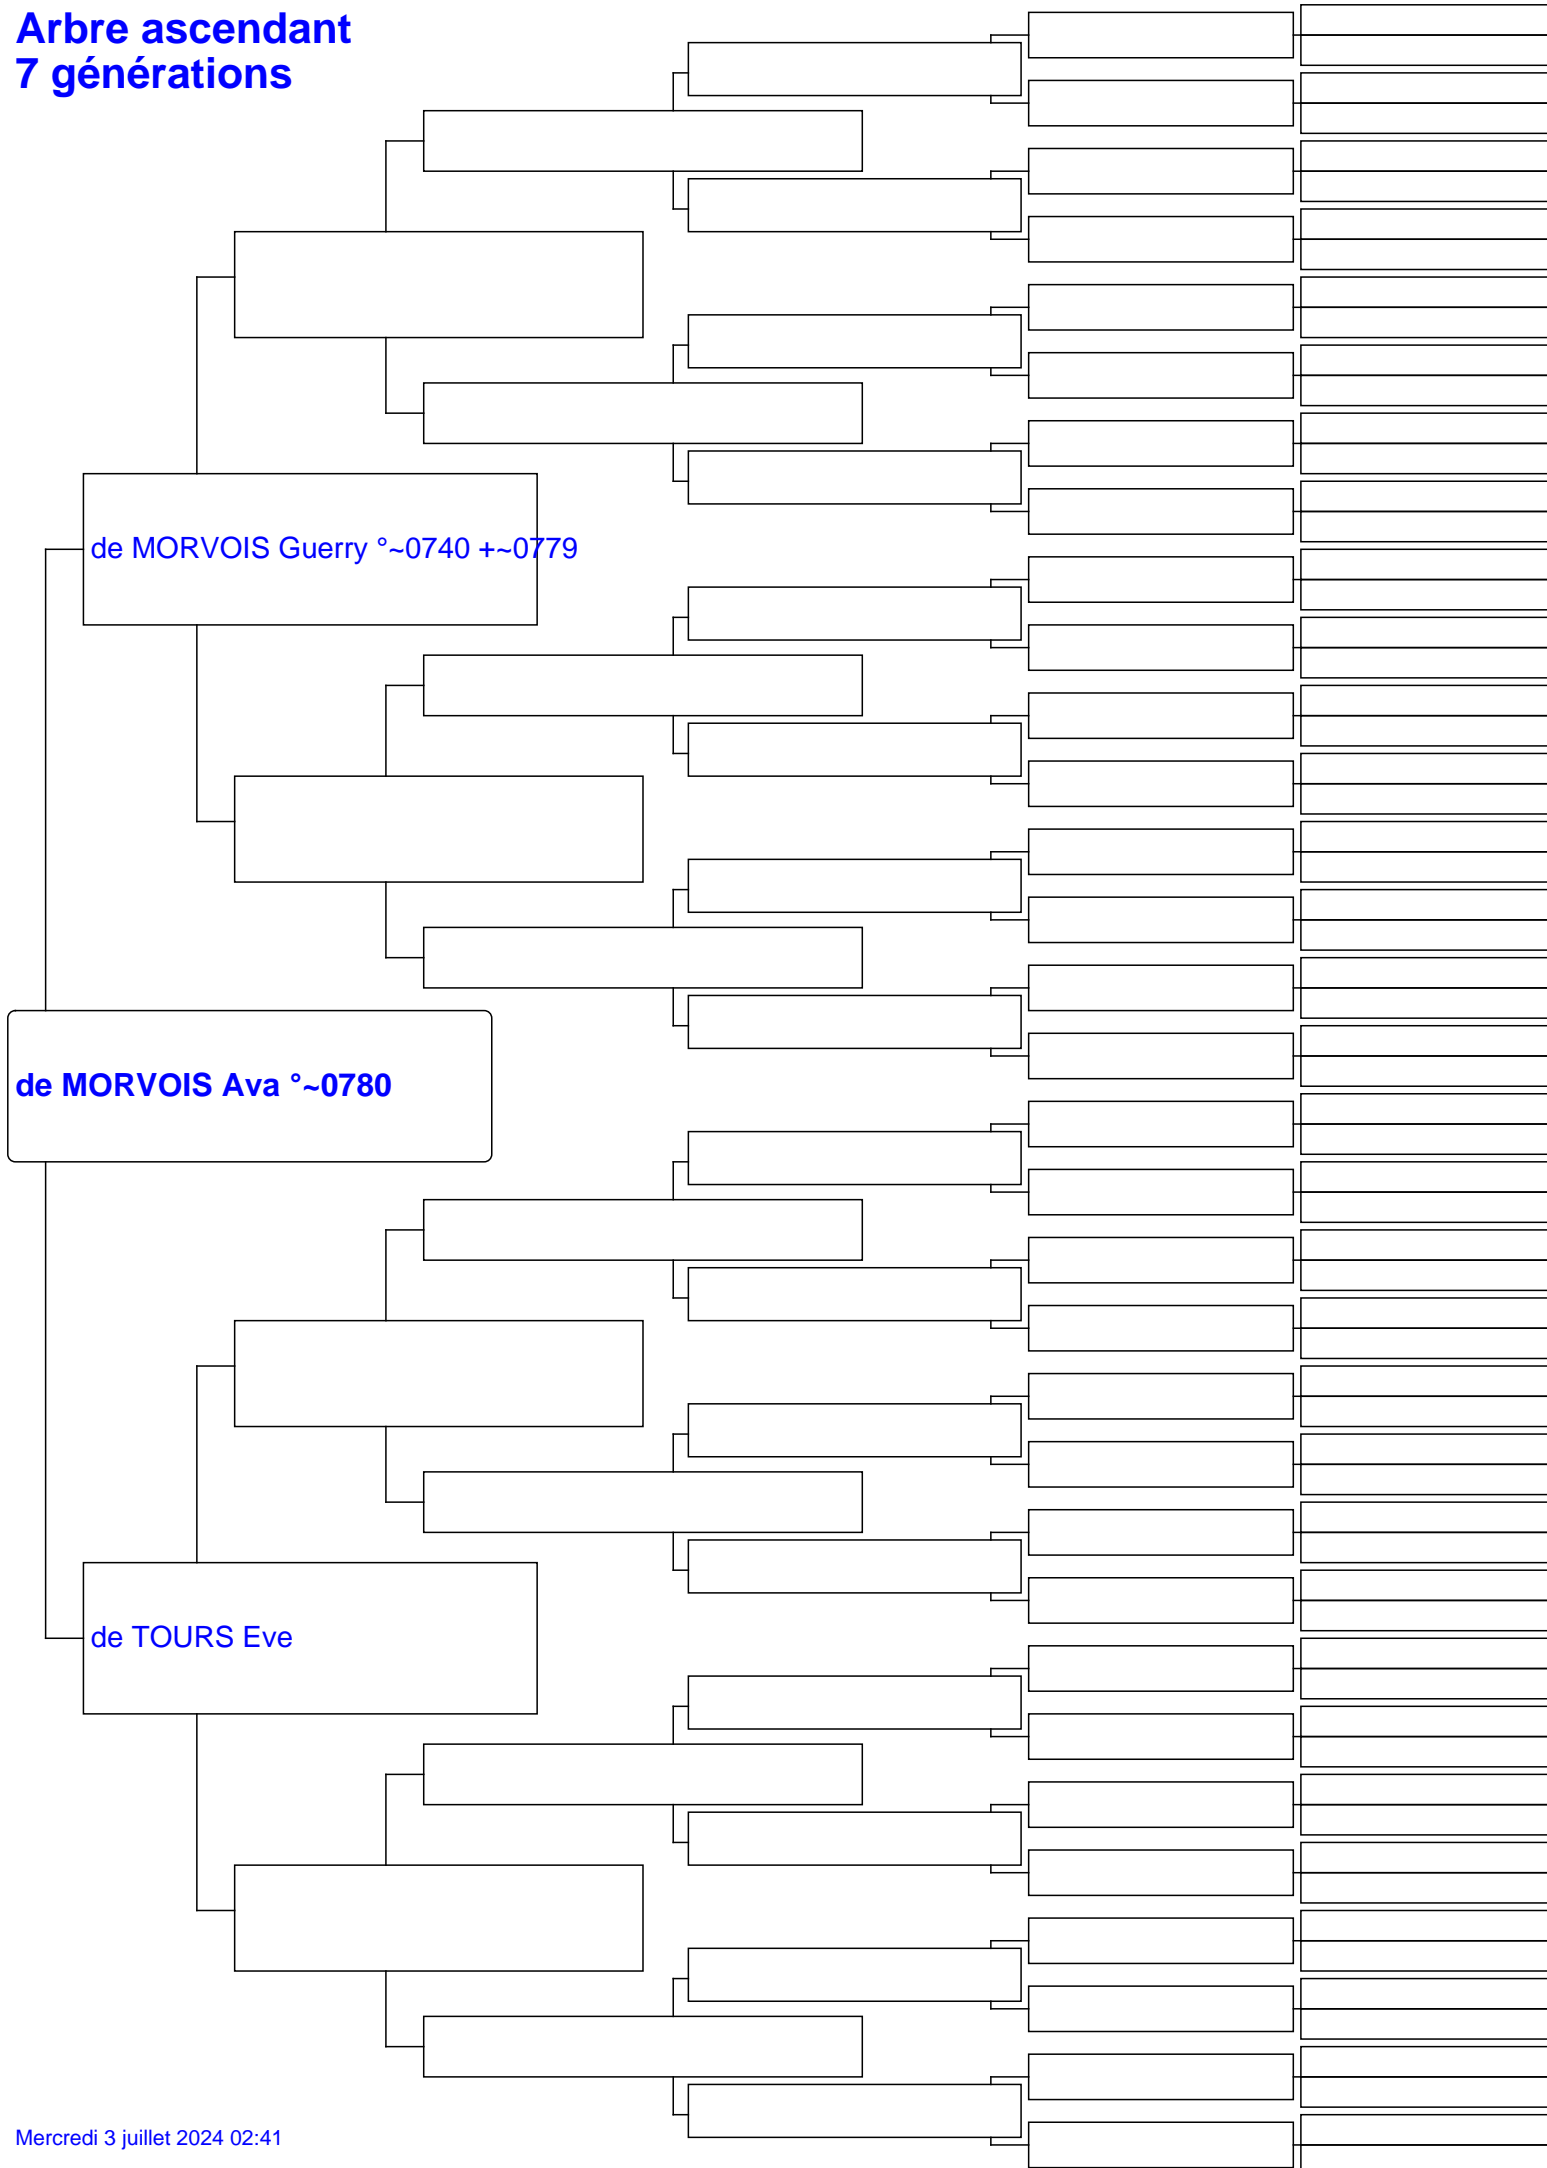 Arbre ascendant
7 générations
de MORVOIS Guerry °~0740 +~0779
de MORVOIS Ava °~0780
de TOURS Eve
Mercredi 3 juillet 2024 02:41